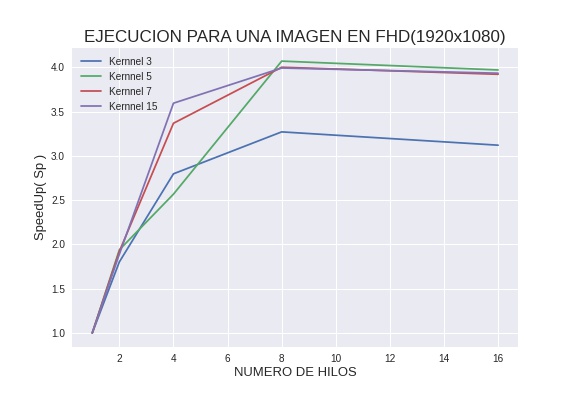 EJECUCION PARA UNA IMAGEN EN FHD(1920x1080)
Kernnel 3
Kernnel 5
Kernnel 7
Kernnel 15
SpeedUp( Sp )
4.0
3.5
3.0
2.5
2.0
1.5
1.0
2 4 6 8 10 12 14 16
NUMERO DE HILOS